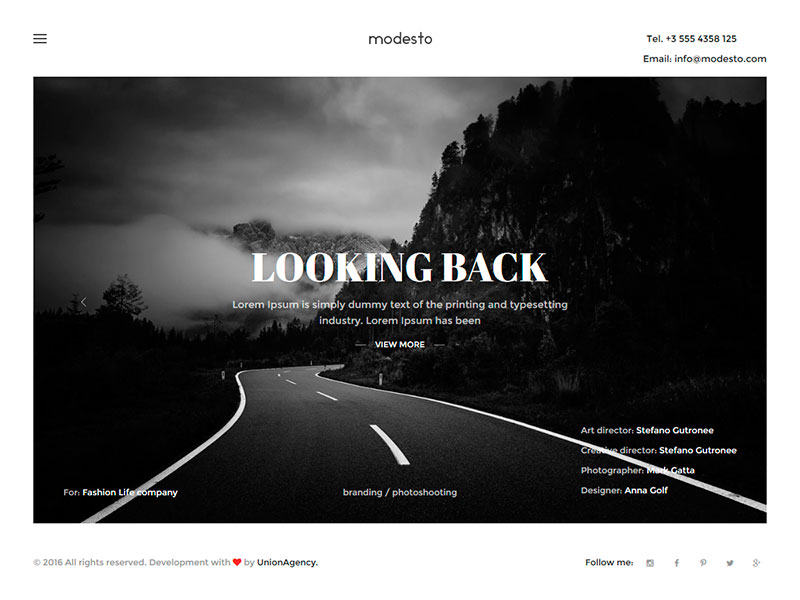 modesto
Tel. +3 555 4358 125
Email: info@modesto.com
LOOKING BACK
Lorem Ipsum is simply dummy text of the printing and typesetting
industry. Lorem Ipsum has been
VIEW MORE
Art director: Stefano Gutronee
Creative director: Stefano Gutronee
Photographer: Mark Gatta
Designer: Anna Golf
For: Fashion Life company
branding / photoshooting
© 2016 All rights reserved. Development with ❤ by UnionAgency.
Follow me: